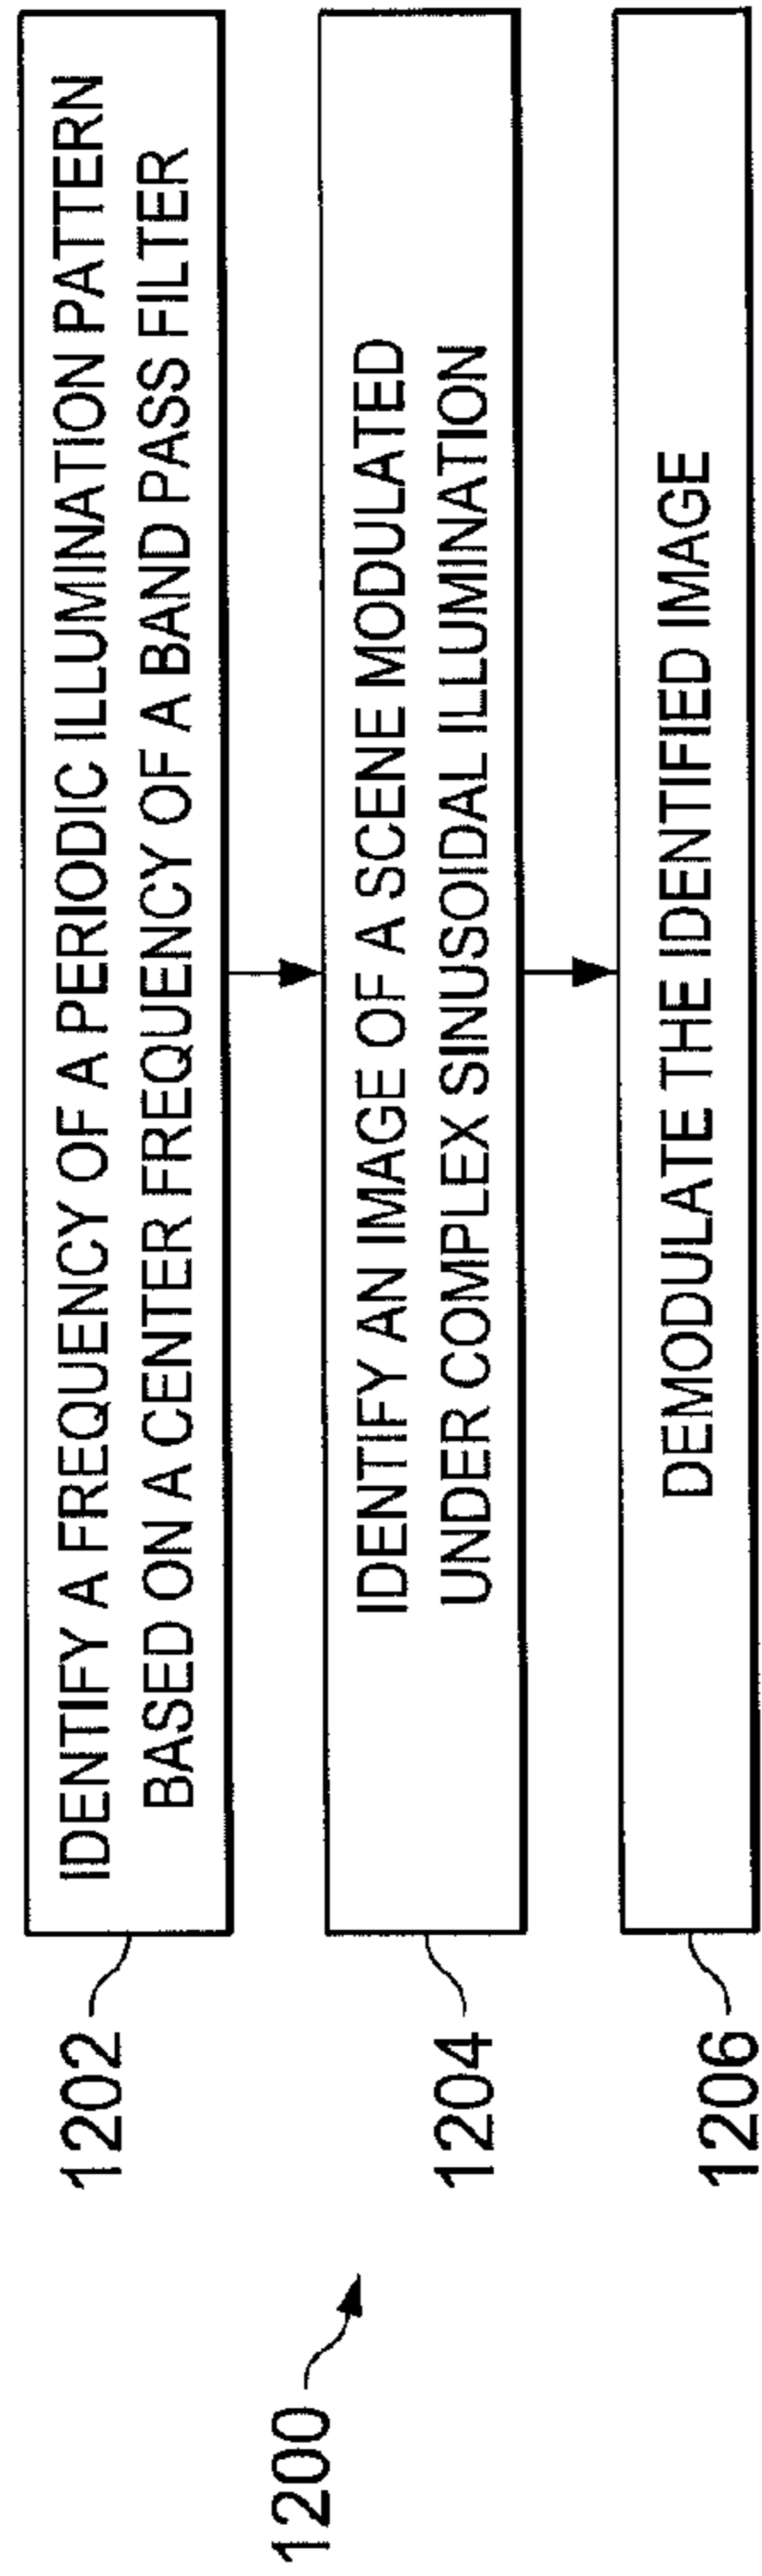 1200
1202
IDENTIFY A FREQUENCY OF A PERIODIC ILLUMINATION PATTERN
BASED ON A CENTER FREQUENCY OF A BAND PASS FILTER
1204
IDENTIFY AN IMAGE OF A SCENE MODULATED
UNDER COMPLEX SINUSOIDAL ILLUMINATION
1206
DEMODULATE THE IDENTIFIED IMAGE